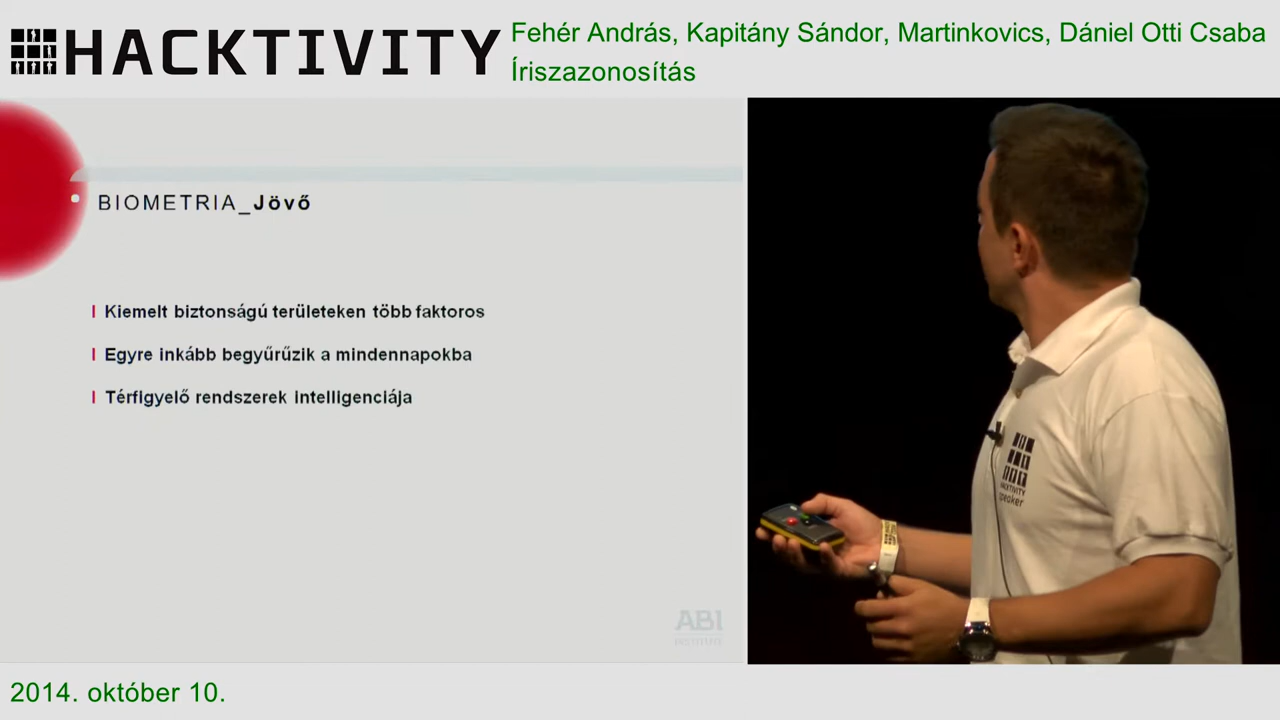 HACKTIVITY
Fehér András, Kapitány Sándor, Martinkovics, Dániel Otti Csaba
Íriszazonosítás
BIOMETRIA_Jövő
Kiemelt biztonságú területeken több faktoros
Egyre inkább begyűrűzik a mindennapokba
Térfigyelő rendszerek intelligenciája
ABI
HACKTIVITY
speaker
2014. október 10.